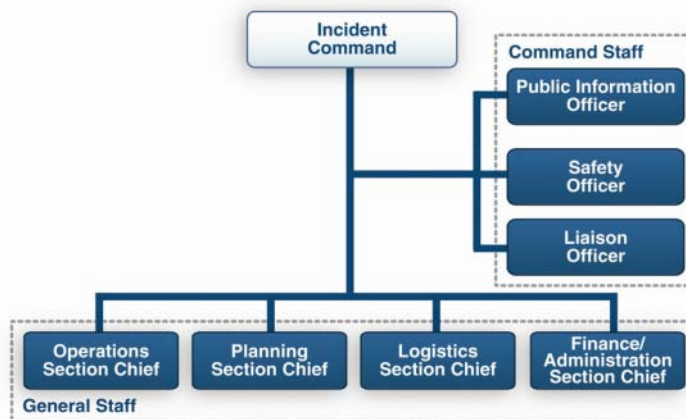 Incident
Command
Command Staff
Public Information
Officer
Safety
Officer
Liaison
Officer
Operations
Section Chief
Planning
Section Chief
Logistics
Section Chief
Finance/
Administration
Section Chief
General Staff